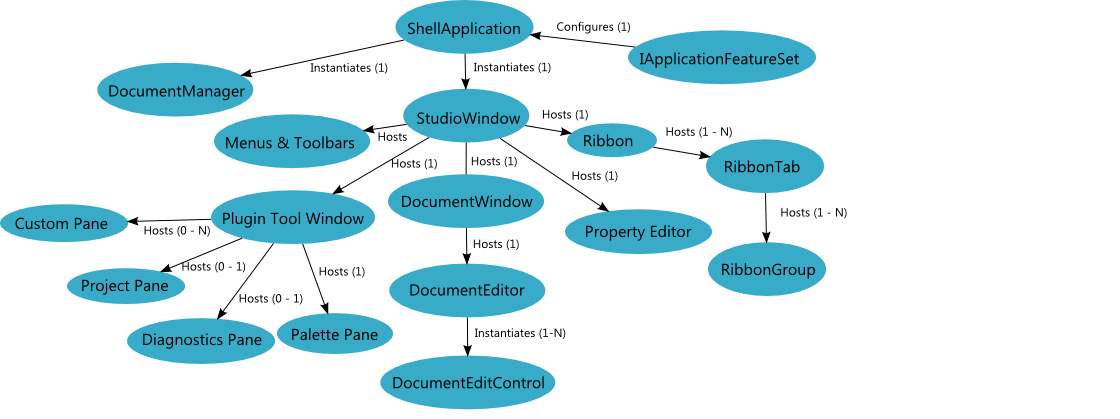 ShellApplication
Configures (1)
IApplicationFeatureSet
Instantiates (1)
Instantiates (1)
DocumentManager
StudioWindow
Hosts (1)
Hosts
Menus & Toolbars
Ribbon
Hosts (1 - N)
RibbonTab
Hosts (1)
Hosts (1)
Hosts (1)
DocumentWindow
Plugin Tool Window
Property Editor
Hosts (1 - N)
Custom Pane
Hosts (0 - N)
Hosts (1)
Hosts (0 - 1)
Hosts (1)
RibbonGroup
Project Pane
DocumentEditor
Hosts (0 - 1)
Diagnostics Pane
Palette Pane
Instantiates (1-N)
DocumentEditControl